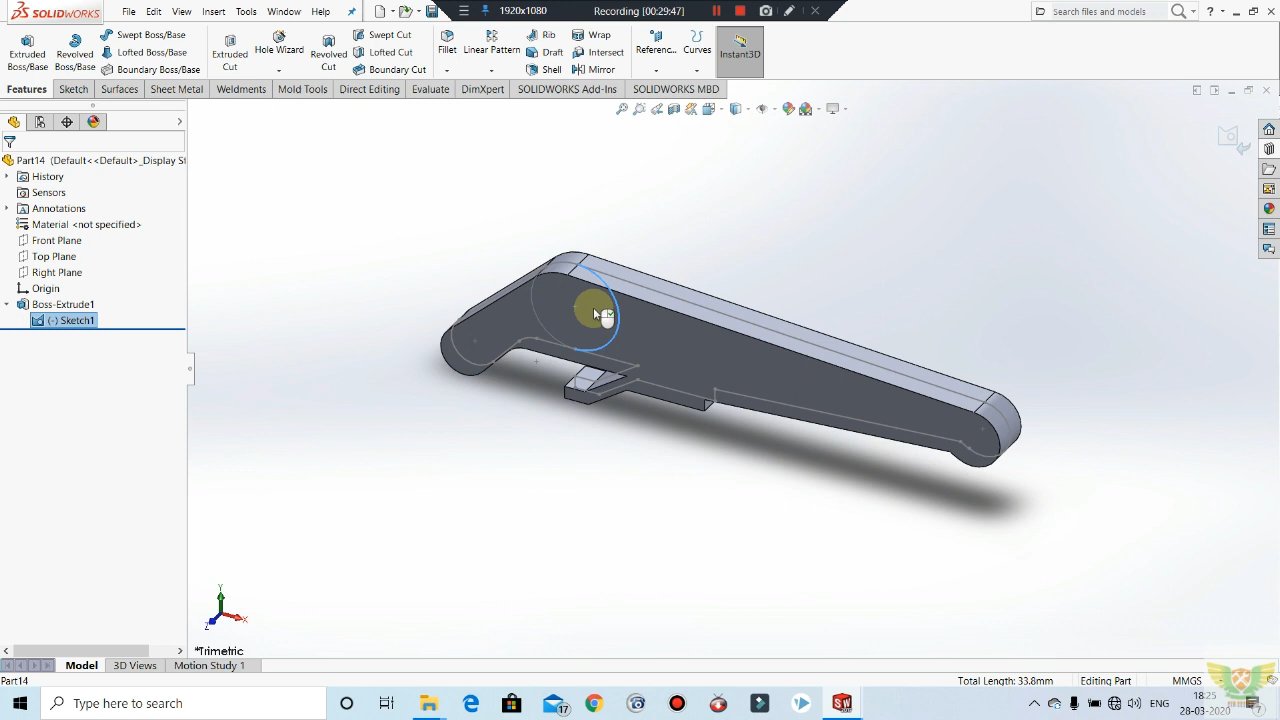 SOLIDWORKS
File Edit View Insert Tools Window Help
1920x1080 Recording [00:29:47]
Search files and models
Extruded Boss/Base
Revolved Boss/Base
Swept Boss/Base
Lofted Boss/Base
Boundary Boss/Base
Extruded Cut
Hole Wizard
Revolved Cut
Swept Cut
Lofted Cut
Boundary Cut
Fillet
Linear Pattern
Rib
Draft
Shell
Wrap
Intersect
Mirror
Referenc...
Curves
Instant3D
Features Sketch Surfaces Sheet Metal Weldments Mold Tools Direct Editing Evaluate DimXpert SOLIDWORKS Add-Ins SOLIDWORKS MBD
Part14 (Default<<Default>_Display St
History
Sensors
Annotations
Material <not specified>
Front Plane
Top Plane
Right Plane
Origin
Boss-Extrude1
(-) Sketch1
Y
X
Z
*Trimetric
Model 3D Views Motion Study 1
Part14
Total Length: 33.8mm Editing Part MMGS
Type here to search
17
18:25
28-03-2020
7